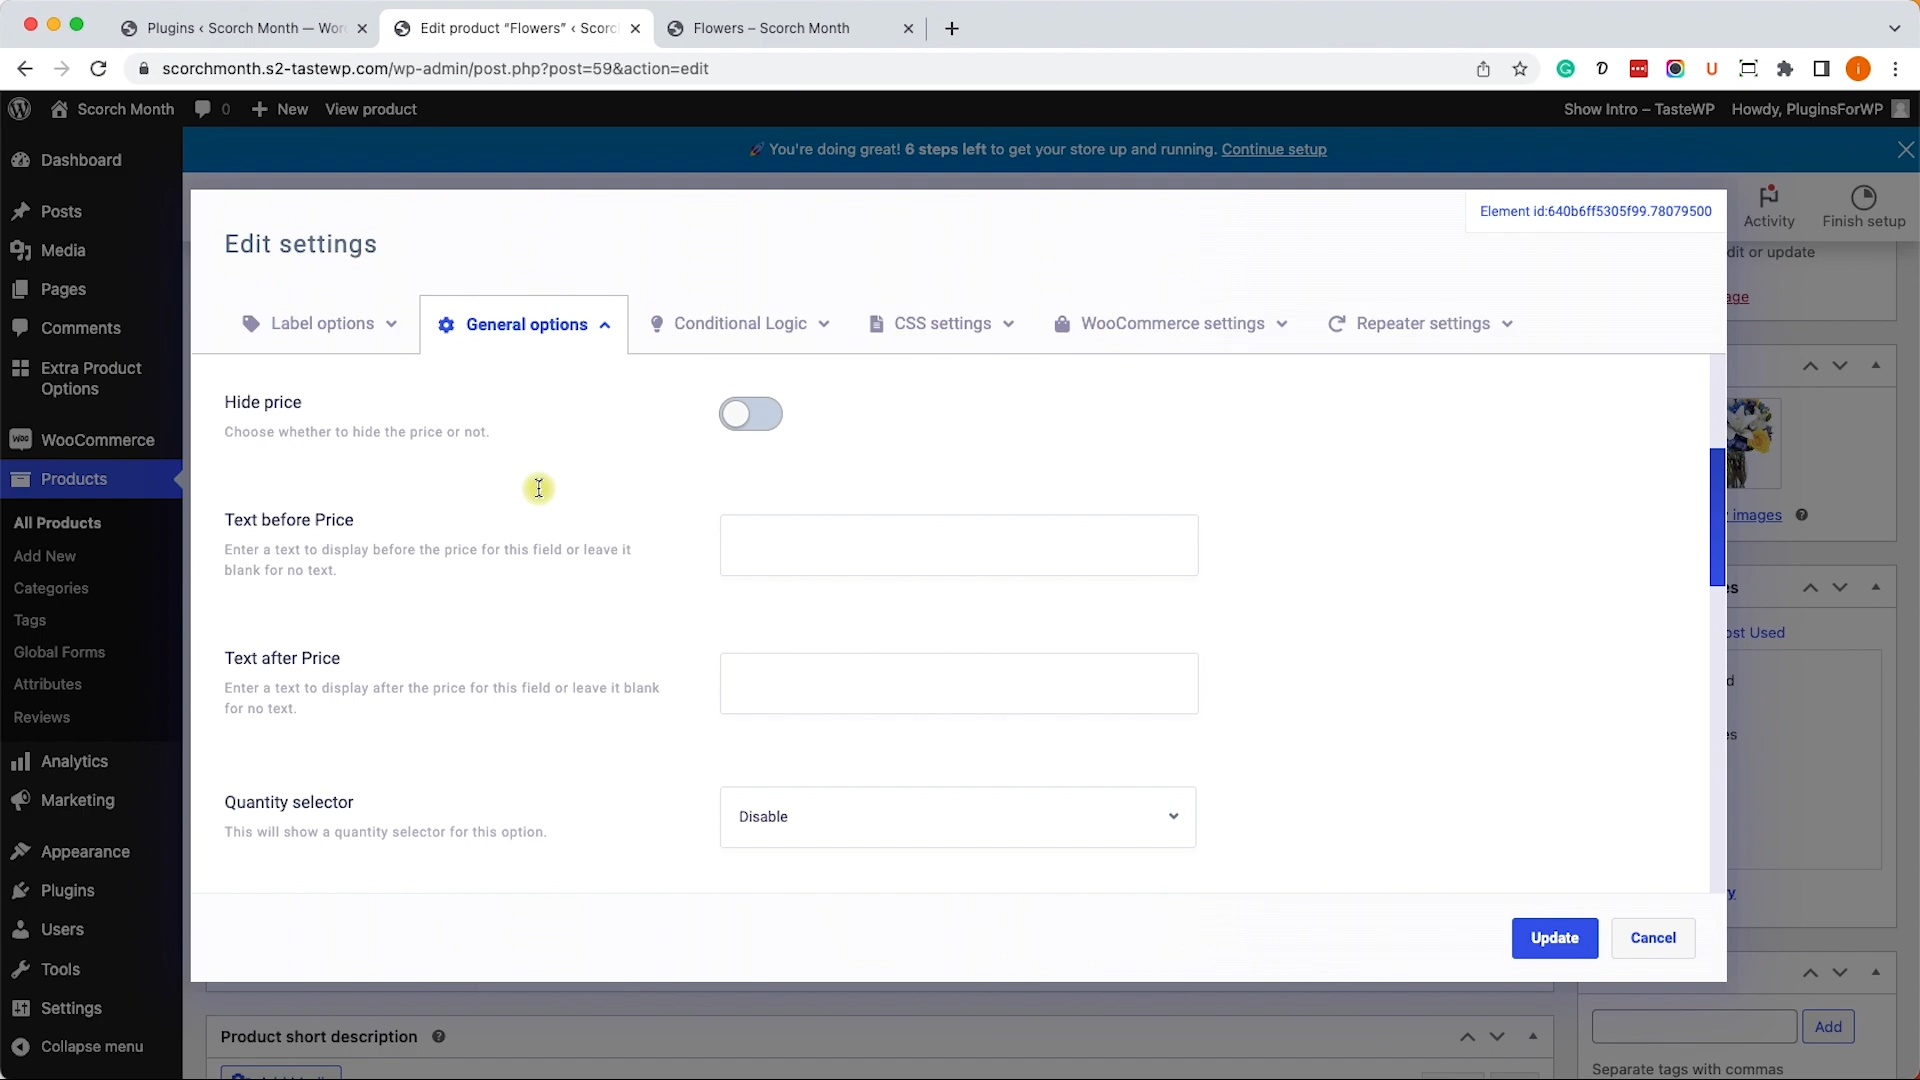 Plugins ‹ Scorch Month — Wor
Edit product “Flowers” ‹ Scorc
Flowers – Scorch Month
scorchmonth.s2-tastewp.com/wp-admin/post.php?post=59&action=edit
Scorch Month
0
New
View product
Show Intro – TasteWP
Howdy, PluginsForWP
You're doing great! 6 steps left to get your store up and running. Continue setup
Dashboard
Posts
Media
Pages
Comments
Extra Product
Options
WooCommerce
Products
All Products
Add New
Categories
Tags
Global Forms
Attributes
Reviews
Analytics
Marketing
Appearance
Plugins
Users
Tools
Settings
Collapse menu
Activity
Finish setup
Element id:640b6ff5305f99.78079500
Edit settings
Label options
General options
Conditional Logic
CSS settings
WooCommerce settings
Repeater settings
Hide price
Choose whether to hide the price or not.
Text before Price
Enter a text to display before the price for this field or leave it
blank for no text.
Text after Price
Enter a text to display after the price for this field or leave it blank
for no text.
Quantity selector
This will show a quantity selector for this option.
Disable
Update
Cancel
dit or update
age
images
es
ost Used
d
es
y
Product short description
Add
Separate tags with commas